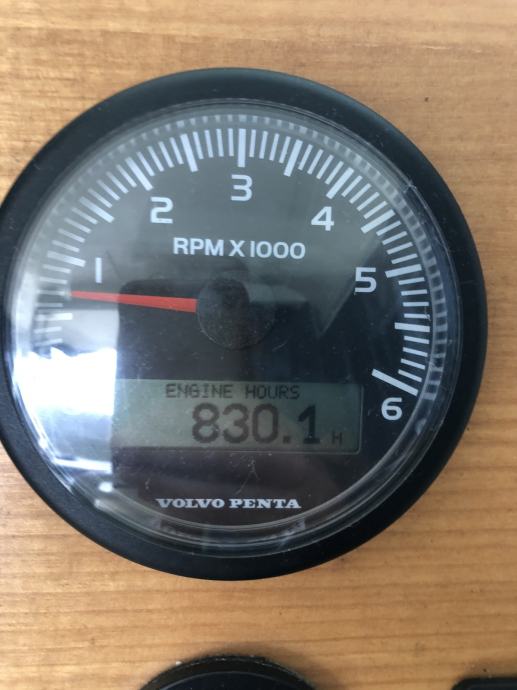 3
2
4
RPM X 1000
1
5
ENGINE HOURS
830.1 H
6
VOLVO PENTA